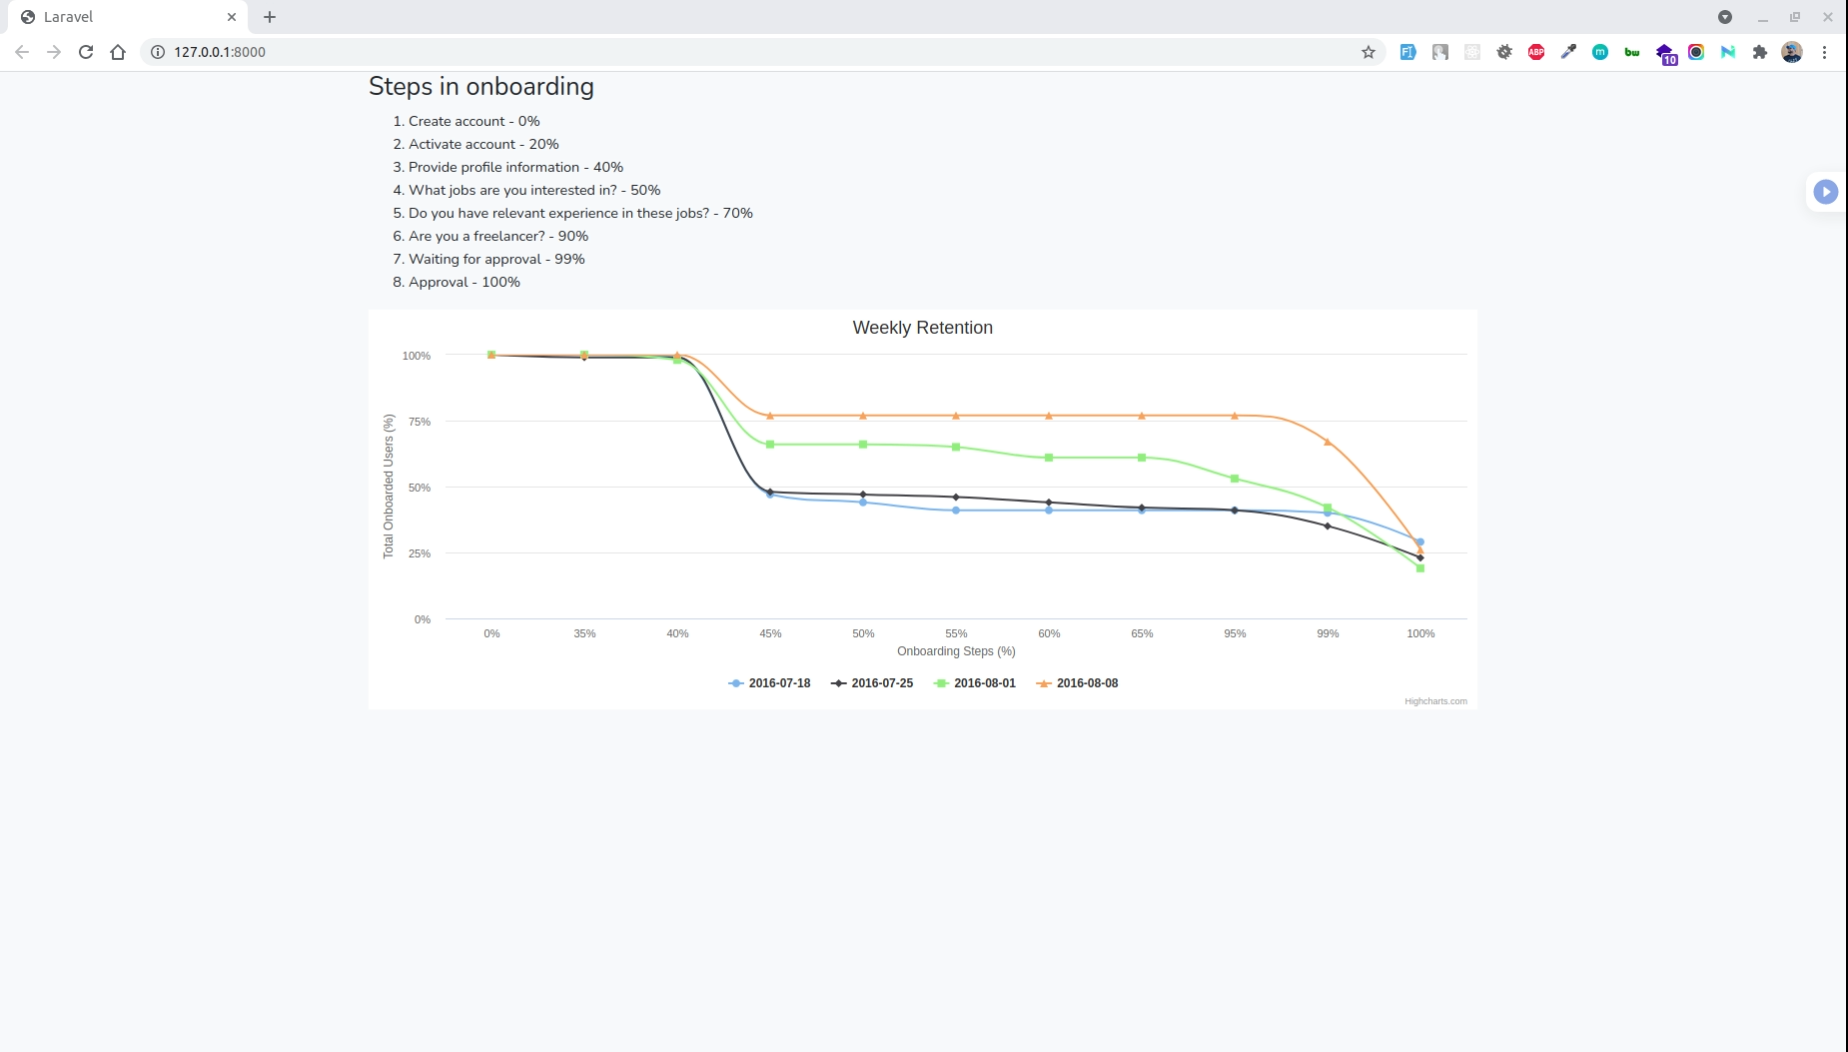 Laravel
127.0.0.1:8000
ABP
m
bw
10
Steps in onboarding
1. Create account - 0%
2. Activate account - 20%
3. Provide profile information - 40%
4. What jobs are you interested in? - 50%
5. Do you have relevant experience in these jobs? - 70%
6. Are you a freelancer? - 90%
7. Waiting for approval - 99%
8. Approval - 100%
Weekly Retention
100%
75%
50%
25%
0%
Total Onboarded Users (%)
0% 35% 40% 45% 50% 55% 60% 65% 95% 99% 100%
Onboarding Steps (%)
2016-07-18 2016-07-25 2016-08-01 2016-08-08
Highcharts.com